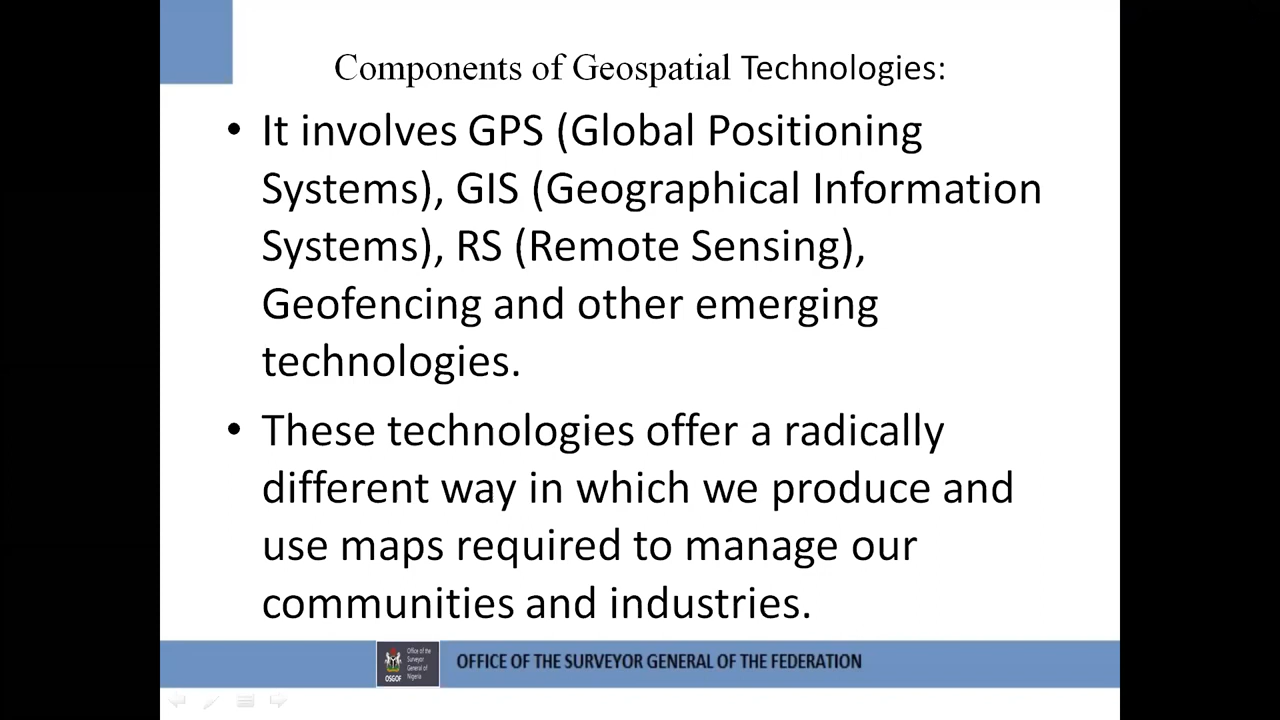 Components of Geospatial Technologies:
• It involves GPS (Global Positioning
Systems), GIS (Geographical Information
Systems), RS (Remote Sensing),
Geofencing and other emerging
technologies.
• These technologies offer a radically
different way in which we produce and
use maps required to manage our
communities and industries.
OSGOF
Office of the
Surveyor
General of
Nigeria
OFFICE OF THE SURVEYOR GENERAL OF THE FEDERATION